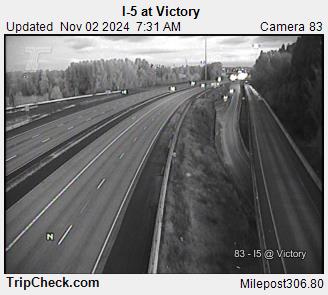 I-5 at Victory
Updated Nov 02 2024 7:31 AM Camera 83
N
83 - I5 @ Victory
TripCheck.com Milepost306.80